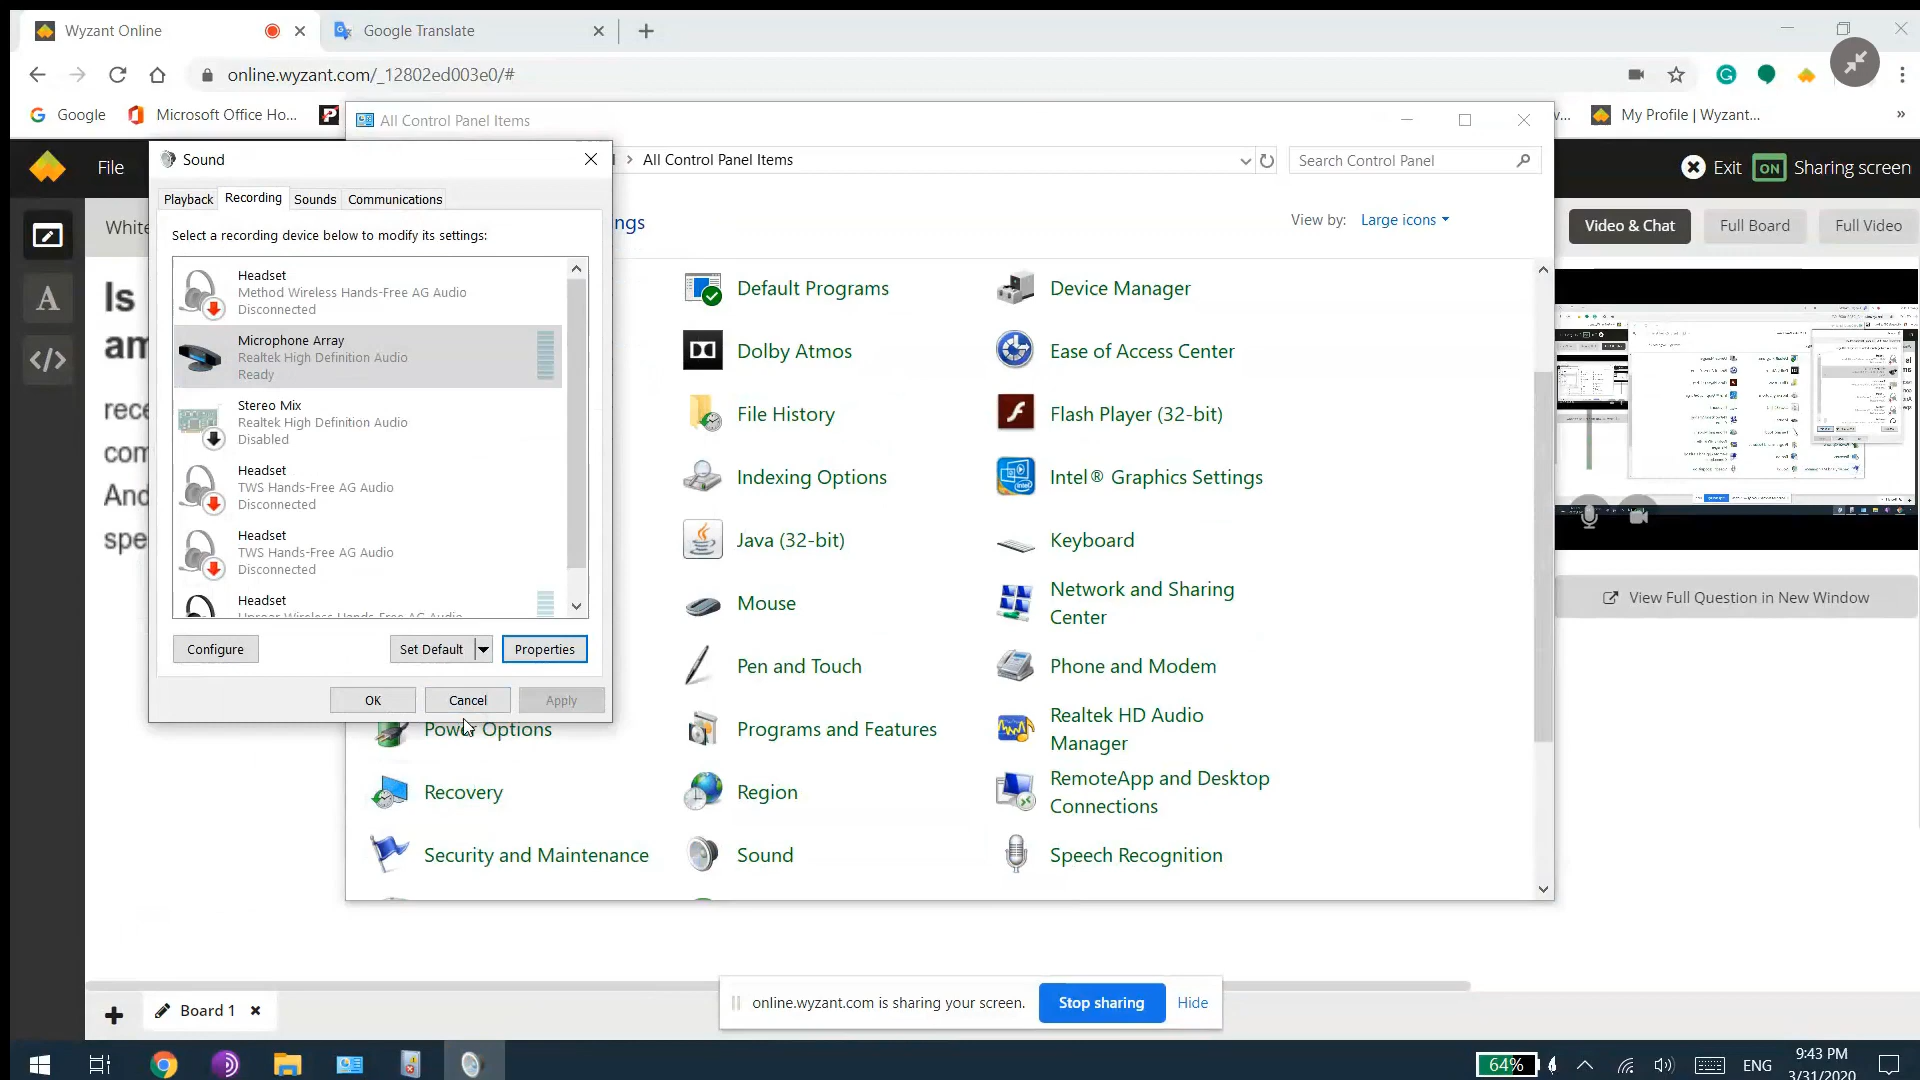 Wyzant Online
Google Translate
online.wyzant.com/_12802ed003e0/#
Google
Microsoft Office Ho...
My Profile | Wyzant...
»
All Control Panel Items
File
Sound
> All Control Panel Items
Search Control Panel
Exit
ON
Sharing screen
Playback
Recording
Sounds
Communications
White
ngs
View by:
Large icons
Video & Chat
Full Board
Full Video
Select a recording device below to modify its settings:
Headset
Method Wireless Hands-Free AG Audio
Disconnected
Microphone Array
Realtek High Definition Audio
Ready
Stereo Mix
Realtek High Definition Audio
Disabled
Headset
TWS Hands-Free AG Audio
Disconnected
Headset
TWS Hands-Free AG Audio
Disconnected
Headset
Configure
Set Default
Properties
OK
Cancel
Apply
Is
am
rece
com
And
spe
Default Programs
Device Manager
Dolby Atmos
Ease of Access Center
File History
Flash Player (32-bit)
Indexing Options
Intel® Graphics Settings
Java (32-bit)
Keyboard
Mouse
Network and Sharing
Center
Pen and Touch
Phone and Modem
Power Options
Programs and Features
Realtek HD Audio
Manager
Recovery
Region
RemoteApp and Desktop
Connections
Security and Maintenance
Sound
Speech Recognition
View Full Question in New Window
online.wyzant.com is sharing your screen.
Stop sharing
Hide
Board 1
64%
ENG
9:43 PM
3/31/2020